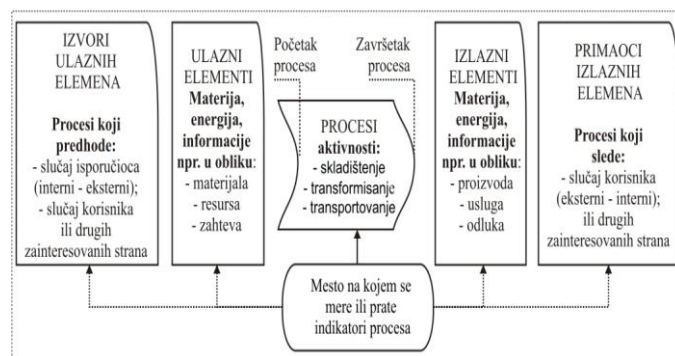 IZVORI
ULAZNIH
ELEMENA
Procesi koji
predhode:
- slučaj isporučioca
(interni - eksterni);
- slučaj korisnika
ili drugih
zainteresovanih strana
ULAZNI
ELEMENTI
Materija,
energija,
informacije
npr. u obliku:
- materijala
- resursa
- zahteva
Početak
procesa
Završetak
procesa
PROCESI
aktivnosti:
- skladištenje
- transformisanje
- transportovanje
IZLAZNI
ELEMENTI
Materija,
energija,
informacije
npr. u obliku:
- proizvoda
- usluga
- odluka
PRIMAOCI
IZLAZNIH
ELEMENA
Procesi koji
slede:
- slučaj korisnika
(eksterni - interni);
ili drugih
zainteresovanih strana
Mesto na kojem se
mere ili prate
indikatori procesa